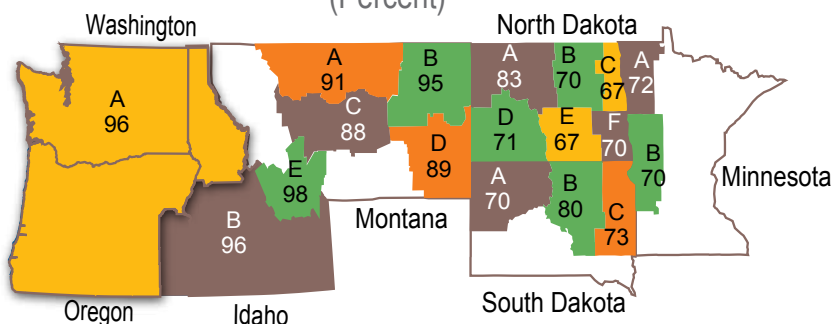 (Percent)
Washington
North Dakota
A
96
A
91
B
95
A
83
B
70
C
67
A
72
C
88
D
71
E
67
F
70
D
89
E
98
A
70
B
80
B
70
C
73
B
96
Minnesota
Montana
Oregon
Idaho
South Dakota